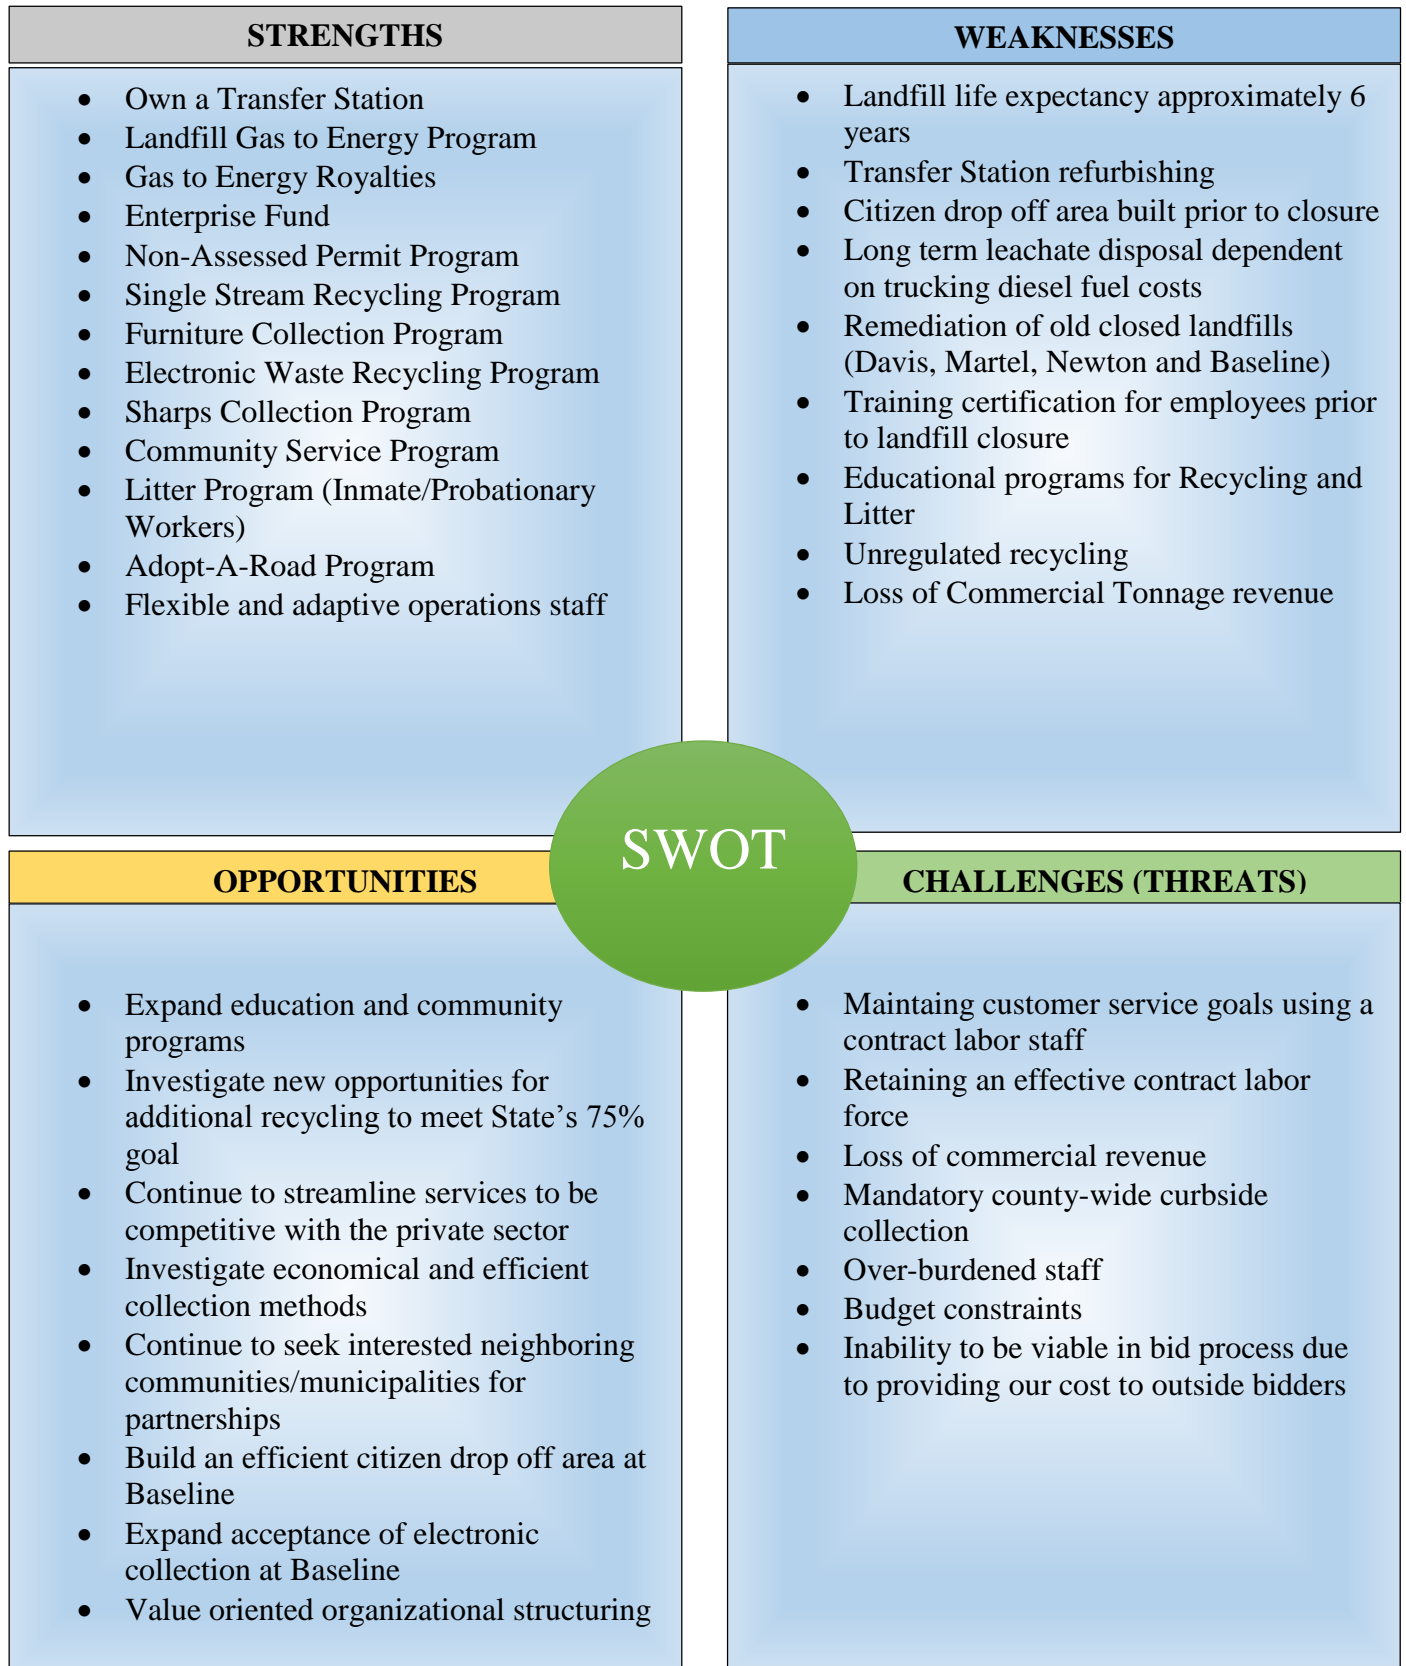 STRENGTHS
• Own a Transfer Station
• Landfill Gas to Energy Program
• Gas to Energy Royalties
• Enterprise Fund
• Non-Assessed Permit Program
• Single Stream Recycling Program
• Furniture Collection Program
• Electronic Waste Recycling Program
• Sharps Collection Program
• Community Service Program
• Litter Program (Inmate/Probationary
Workers)
• Adopt-A-Road Program
• Flexible and adaptive operations staff
WEAKNESSES
• Landfill life expectancy approximately 6
years
• Transfer Station refurbishing
• Citizen drop off area built prior to closure
• Long term leachate disposal dependent
on trucking diesel fuel costs
• Remediation of old closed landfills
(Davis, Martel, Newton and Baseline)
• Training certification for employees prior
to landfill closure
• Educational programs for Recycling and
Litter
• Unregulated recycling
• Loss of Commercial Tonnage revenue
SWOT
OPPORTUNITIES
• Expand education and community
programs
• Investigate new opportunities for
additional recycling to meet State’s 75%
goal
• Continue to streamline services to be
competitive with the private sector
• Investigate economical and efficient
collection methods
• Continue to seek interested neighboring
communities/municipalities for
partnerships
• Build an efficient citizen drop off area at
Baseline
• Expand acceptance of electronic
collection at Baseline
• Value oriented organizational structuring
CHALLENGES (THREATS)
• Maintaing customer service goals using a
contract labor staff
• Retaining an effective contract labor
force
• Loss of commercial revenue
• Mandatory county-wide curbside
collection
• Over-burdened staff
• Budget constraints
• Inability to be viable in bid process due
to providing our cost to outside bidders